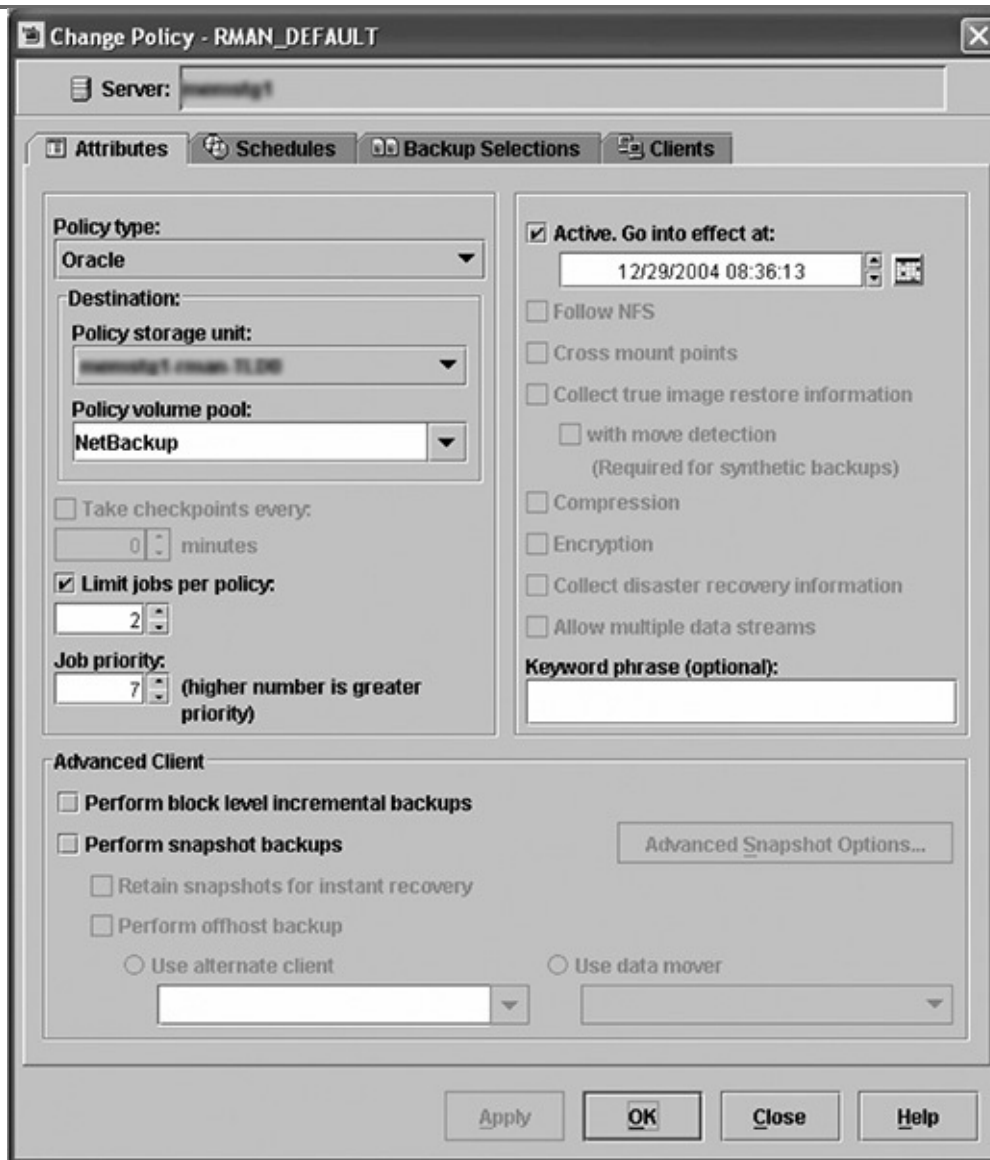 Change Policy - RMAN_DEFAULT
Server:
Attributes
Schedules
Backup Selections
Clients
Policy type:
Oracle
Destination:
Policy storage unit:
Policy volume pool:
NetBackup
Take checkpoints every:
0 minutes
Limit jobs per policy:
2
Job priority:
7 (higher number is greater
priority)
Active. Go into effect at:
12/29/2004 08:36:13
Follow NFS
Cross mount points
Collect true image restore information
with move detection
(Required for synthetic backups)
Compression
Encryption
Collect disaster recovery information
Allow multiple data streams
Keyword phrase (optional):
Advanced Client
Perform block level incremental backups
Perform snapshot backups
Advanced Snapshot Options...
Retain snapshots for instant recovery
Perform offhost backup
Use alternate client
Use data mover
Apply
OK
Close
Help